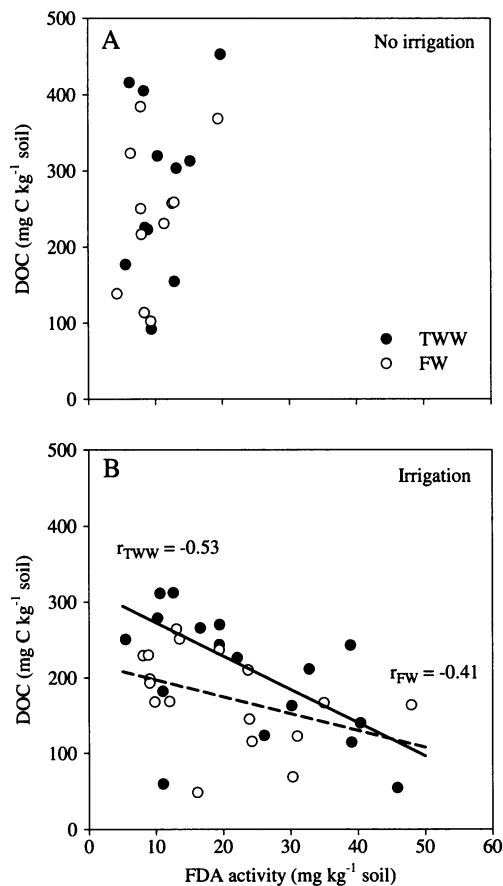 500
A
No irrigation
400
300
200
100
0
DOC (mg C kg-1 soil)
TWW
FW
500
B
Irrigation
400
rTWW = -0.53
300
200
rFW = -0.41
100
0
DOC (mg C kg-1 soil)
0 10 20 30 40 50 60
FDA activity (mg kg-1 soil)